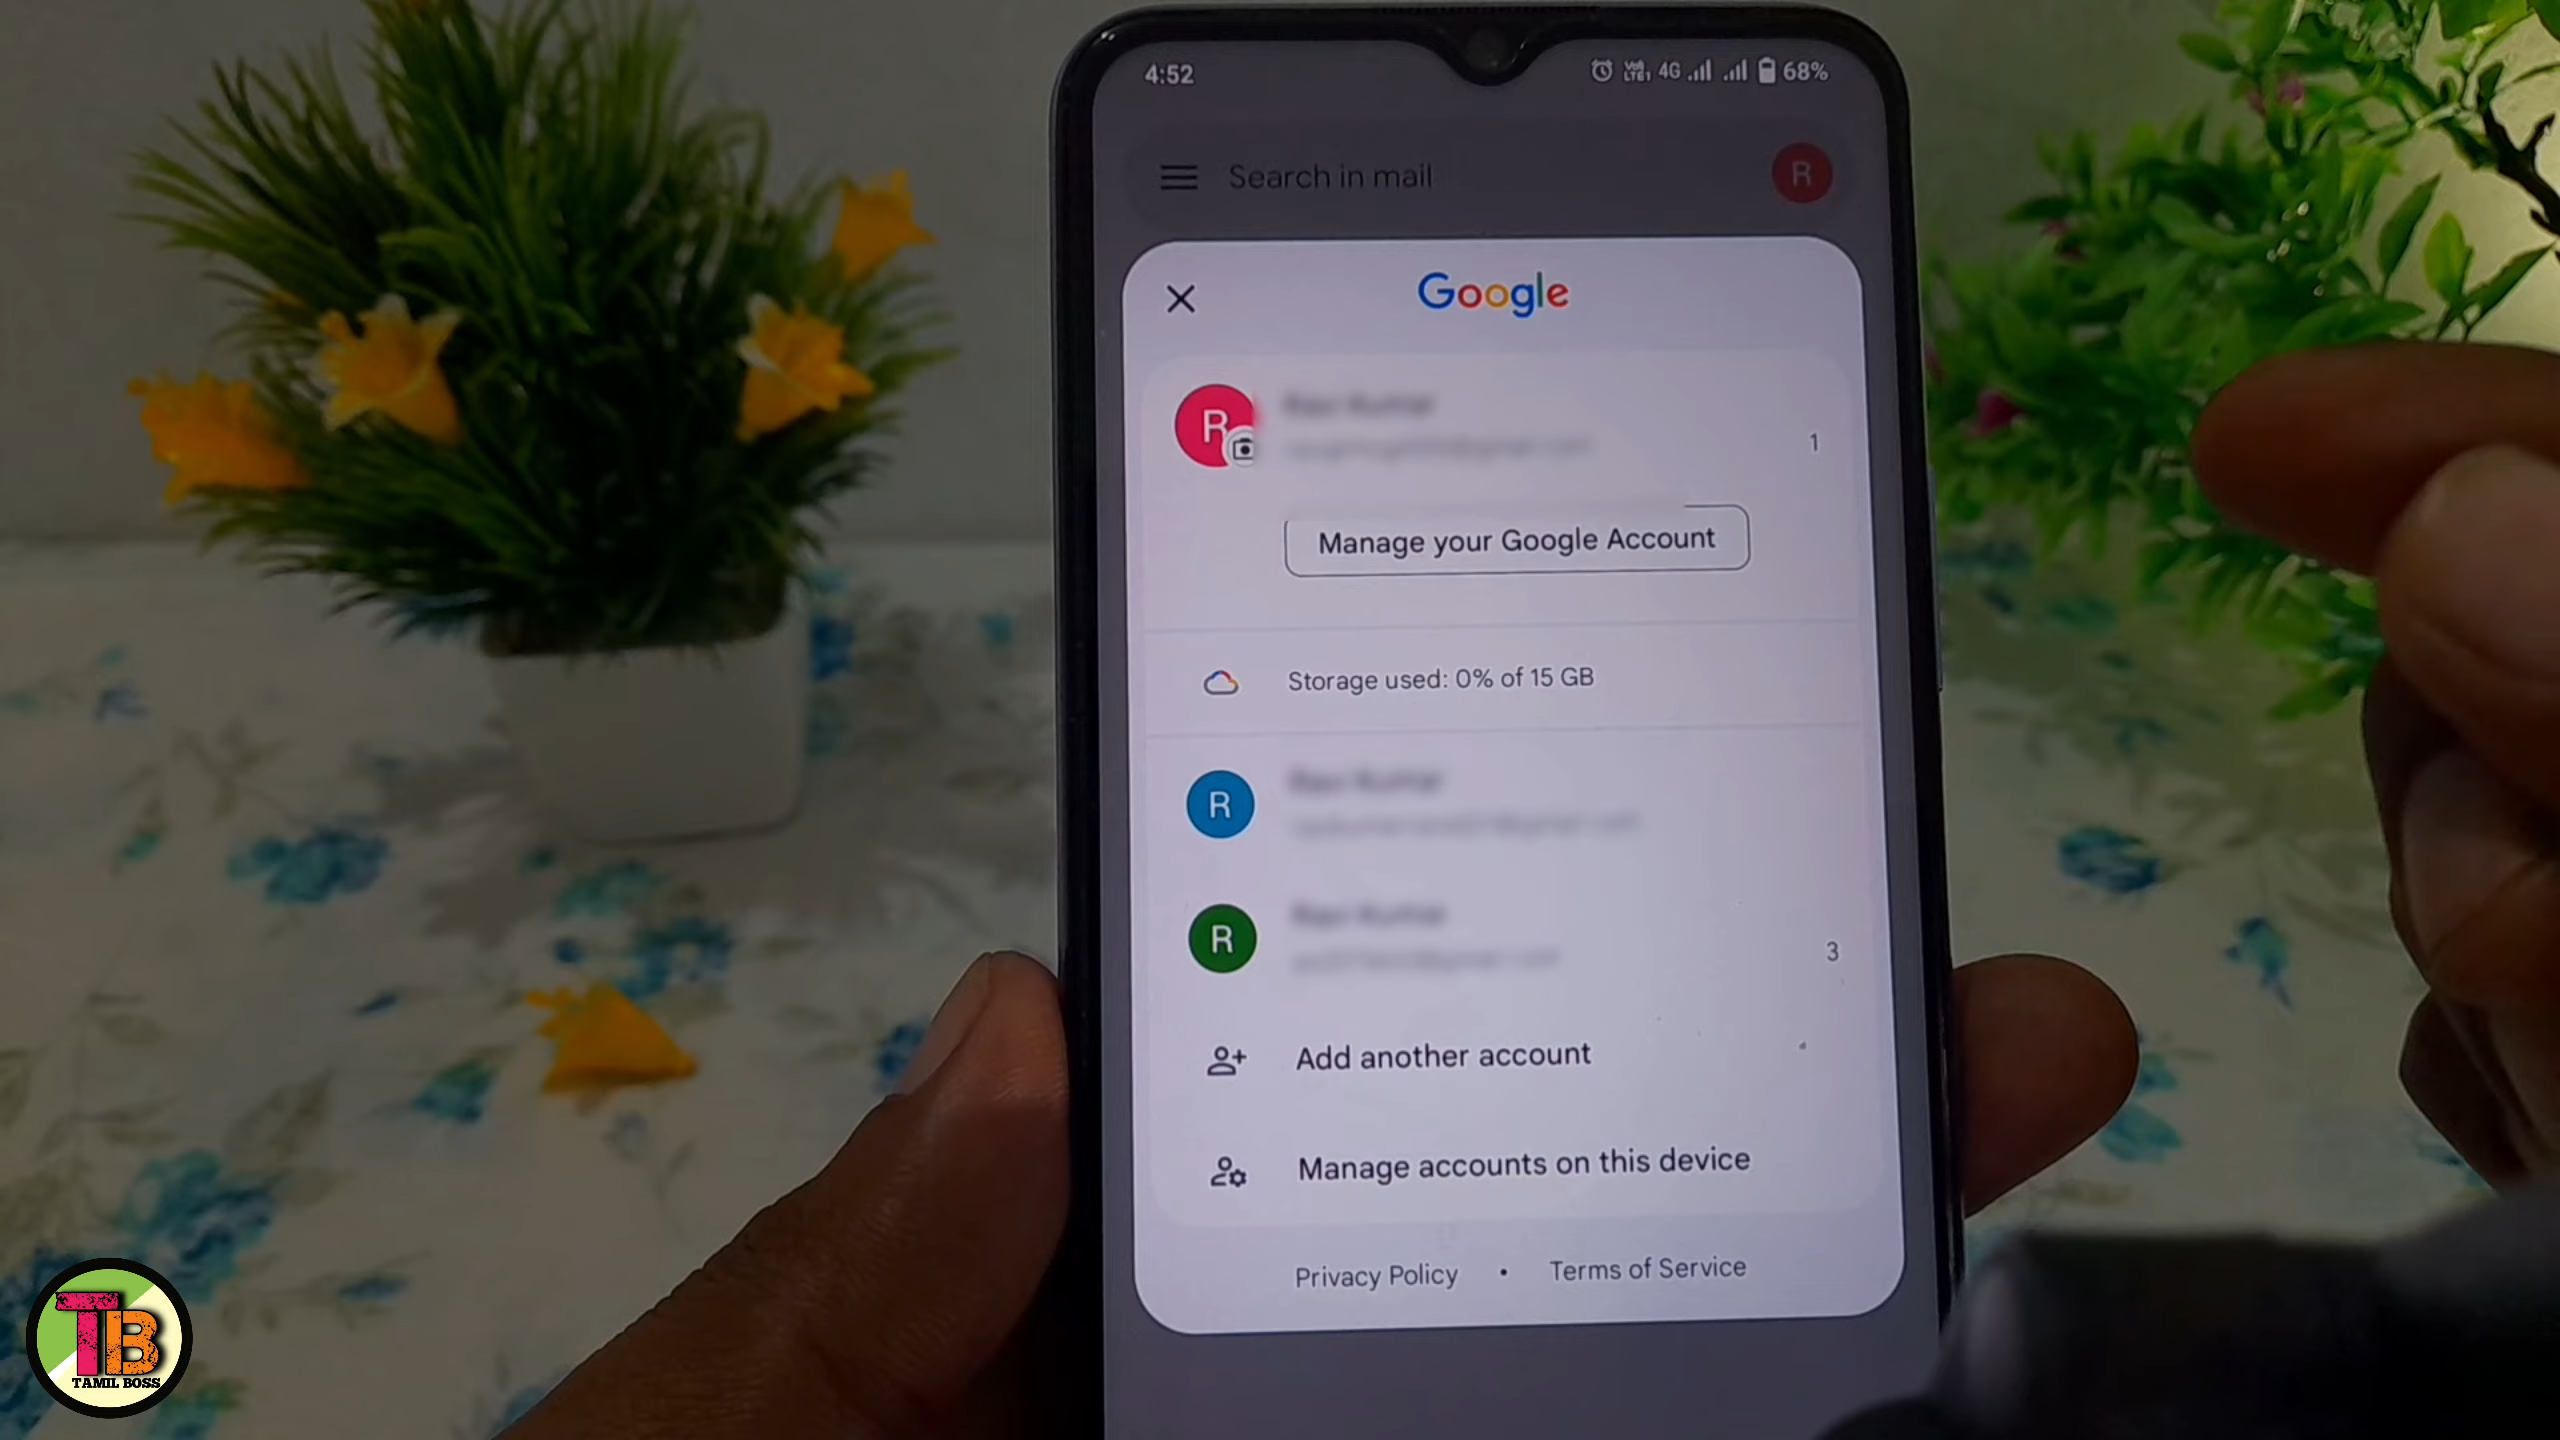 4:52
4G 68%
Search in mail
R
Google
R
1
Manage your Google Account
Storage used: 0% of 15 GB
R
R
3
Add another account
Manage accounts on this device
Privacy Policy • Terms of Service
TB
TAMIL BOSS